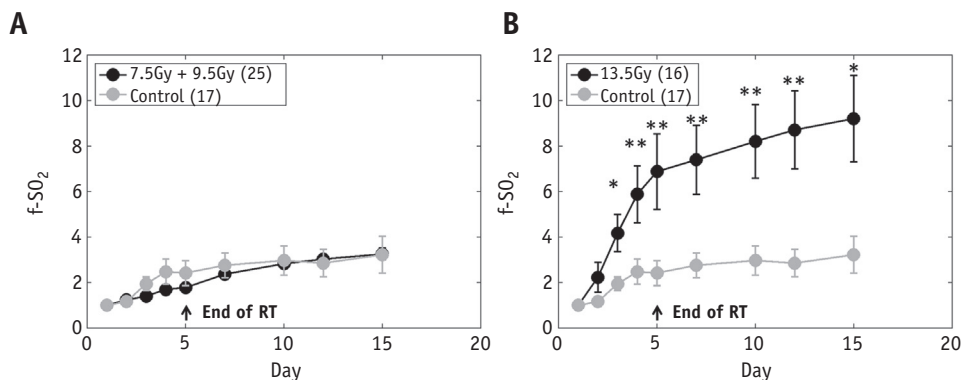 A
f-SO₂
12
10
8
6
4
2
0
7.5Gy + 9.5Gy (25)
Control (17)
End of RT
0 5 10 15 20
Day
B
f-SO₂
12
10
8
6
4
2
0
13.5Gy (16)
Control (17)
* ** ** ** ** ** *
End of RT
0 5 10 15 20
Day